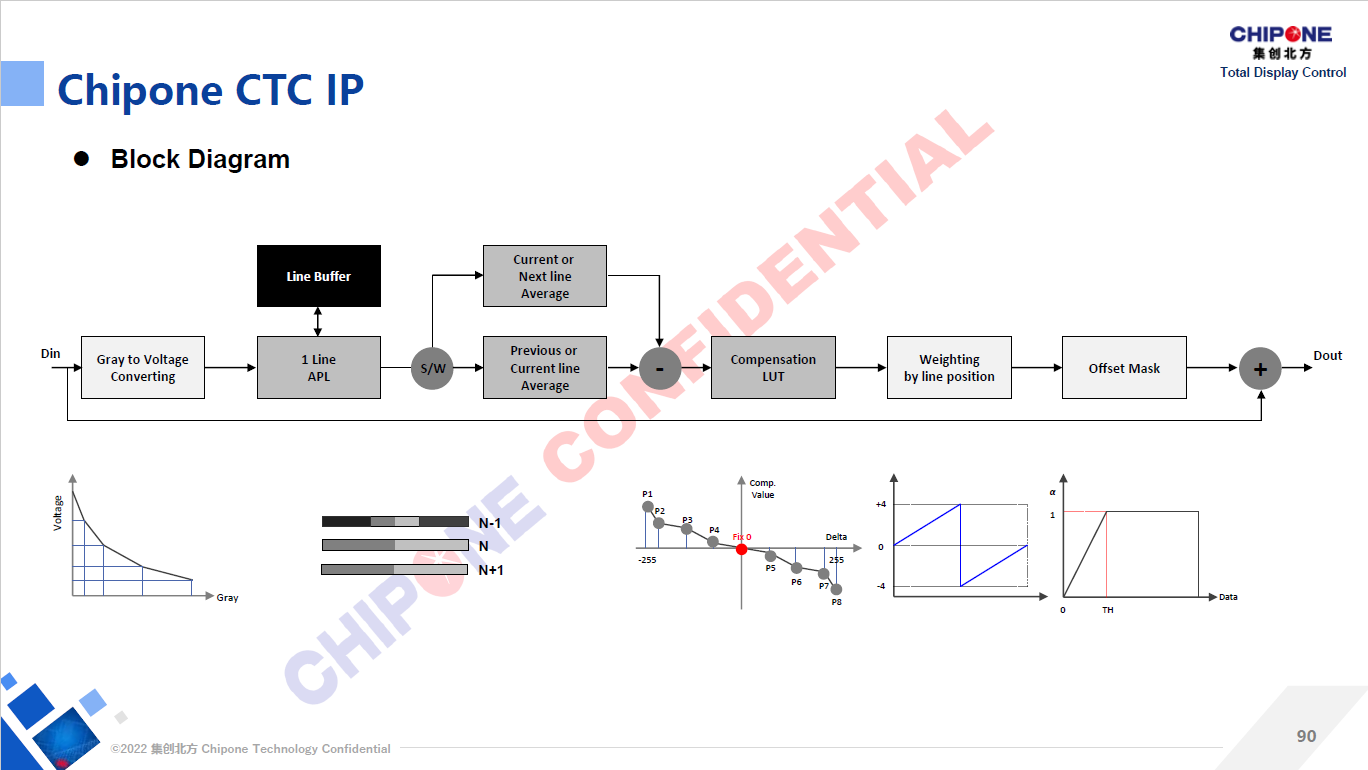 CHIPONE
集创北方
Total Display Control
Chipone CTC IP
● Block Diagram
Line Buffer
Current or
Next line
Average
Din
Gray to Voltage
Converting
1 Line
APL
S/W
Previous or
Current line
Average
-
Compensation
LUT
Weighting
by line position
Offset Mask
+
Dout
Voltage
Gray
N-1
N
N+1
Comp.
Value
P1
P2
P3
P4
Fix 0
Delta
-255
255
P5
P6
P7
P8
+4
0
-4
α
1
0
TH
Data
CHIPONE CONFIDENTIAL
©2022 集创北方 Chipone Technology Confidential
90